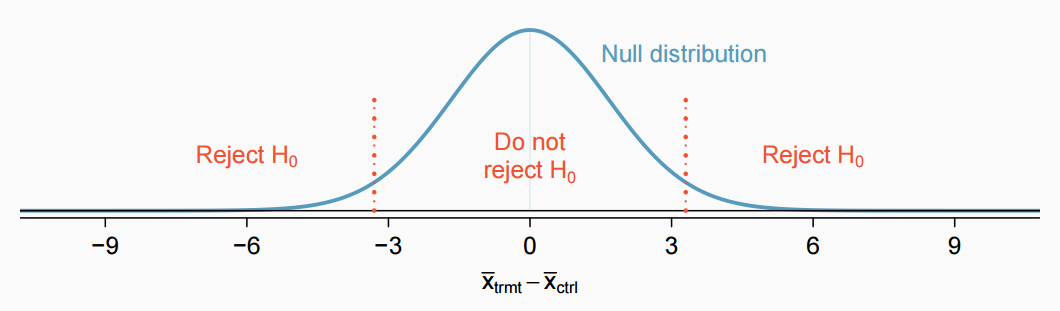 Null distribution
Reject H₀
Do not
reject H₀
Reject H₀
−9 −6 −3 0 3 6 9
x̅trmt − x̅ctrl